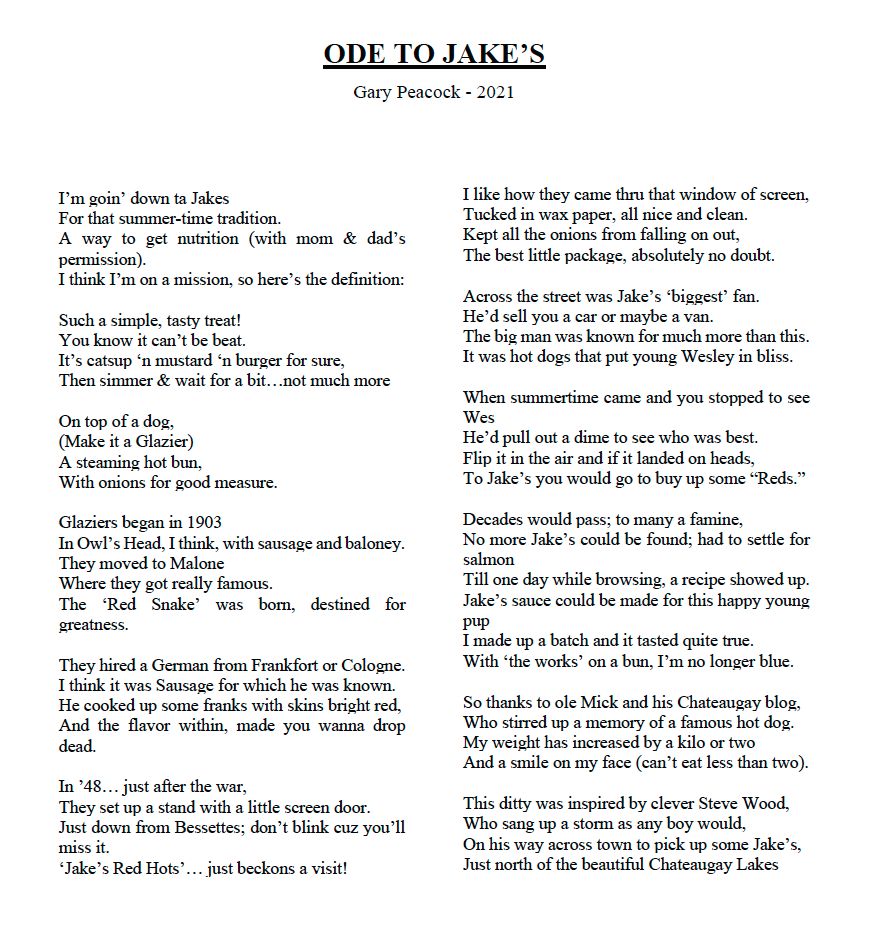 ODE TO JAKE’S
Gary Peacock - 2021
I’m goin’ down ta Jakes
For that summer-time tradition.
A way to get nutrition (with mom & dad’s
permission).
I think I’m on a mission, so here’s the definition:
Such a simple, tasty treat!
You know it can’t be beat.
It’s catsup ‘n mustard ‘n burger for sure,
Then simmer & wait for a bit…not much more
On top of a dog,
(Make it a Glazier)
A steaming hot bun,
With onions for good measure.
Glaziers began in 1903
In Owl’s Head, I think, with sausage and baloney.
They moved to Malone
Where they got really famous.
The ‘Red Snake’ was born, destined for
greatness.
They hired a German from Frankfort or Cologne.
I think it was Sausage for which he was known.
He cooked up some franks with skins bright red,
And the flavor within, made you wanna drop
dead.
In ’48… just after the war,
They set up a stand with a little screen door.
Just down from Bessettes; don’t blink cuz you’ll
miss it.
‘Jake’s Red Hots’… just beckons a visit!
I like how they came thru that window of screen,
Tucked in wax paper, all nice and clean.
Kept all the onions from falling on out,
The best little package, absolutely no doubt.
Across the street was Jake’s ‘biggest’ fan.
He’d sell you a car or maybe a van.
The big man was known for much more than this.
It was hot dogs that put young Wesley in bliss.
When summertime came and you stopped to see
Wes
He’d pull out a dime to see who was best.
Flip it in the air and if it landed on heads,
To Jake’s you would go to buy up some “Reds.”
Decades would pass; to many a famine,
No more Jake’s could be found; had to settle for
salmon
Till one day while browsing, a recipe showed up.
Jake’s sauce could be made for this happy young
pup
I made up a batch and it tasted quite true.
With ‘the works’ on a bun, I’m no longer blue.
So thanks to ole Mick and his Chateaugay blog,
Who stirred up a memory of a famous hot dog.
My weight has increased by a kilo or two
And a smile on my face (can’t eat less than two).
This ditty was inspired by clever Steve Wood,
Who sang up a storm as any boy would,
On his way across town to pick up some Jake’s,
Just north of the beautiful Chateaugay Lakes